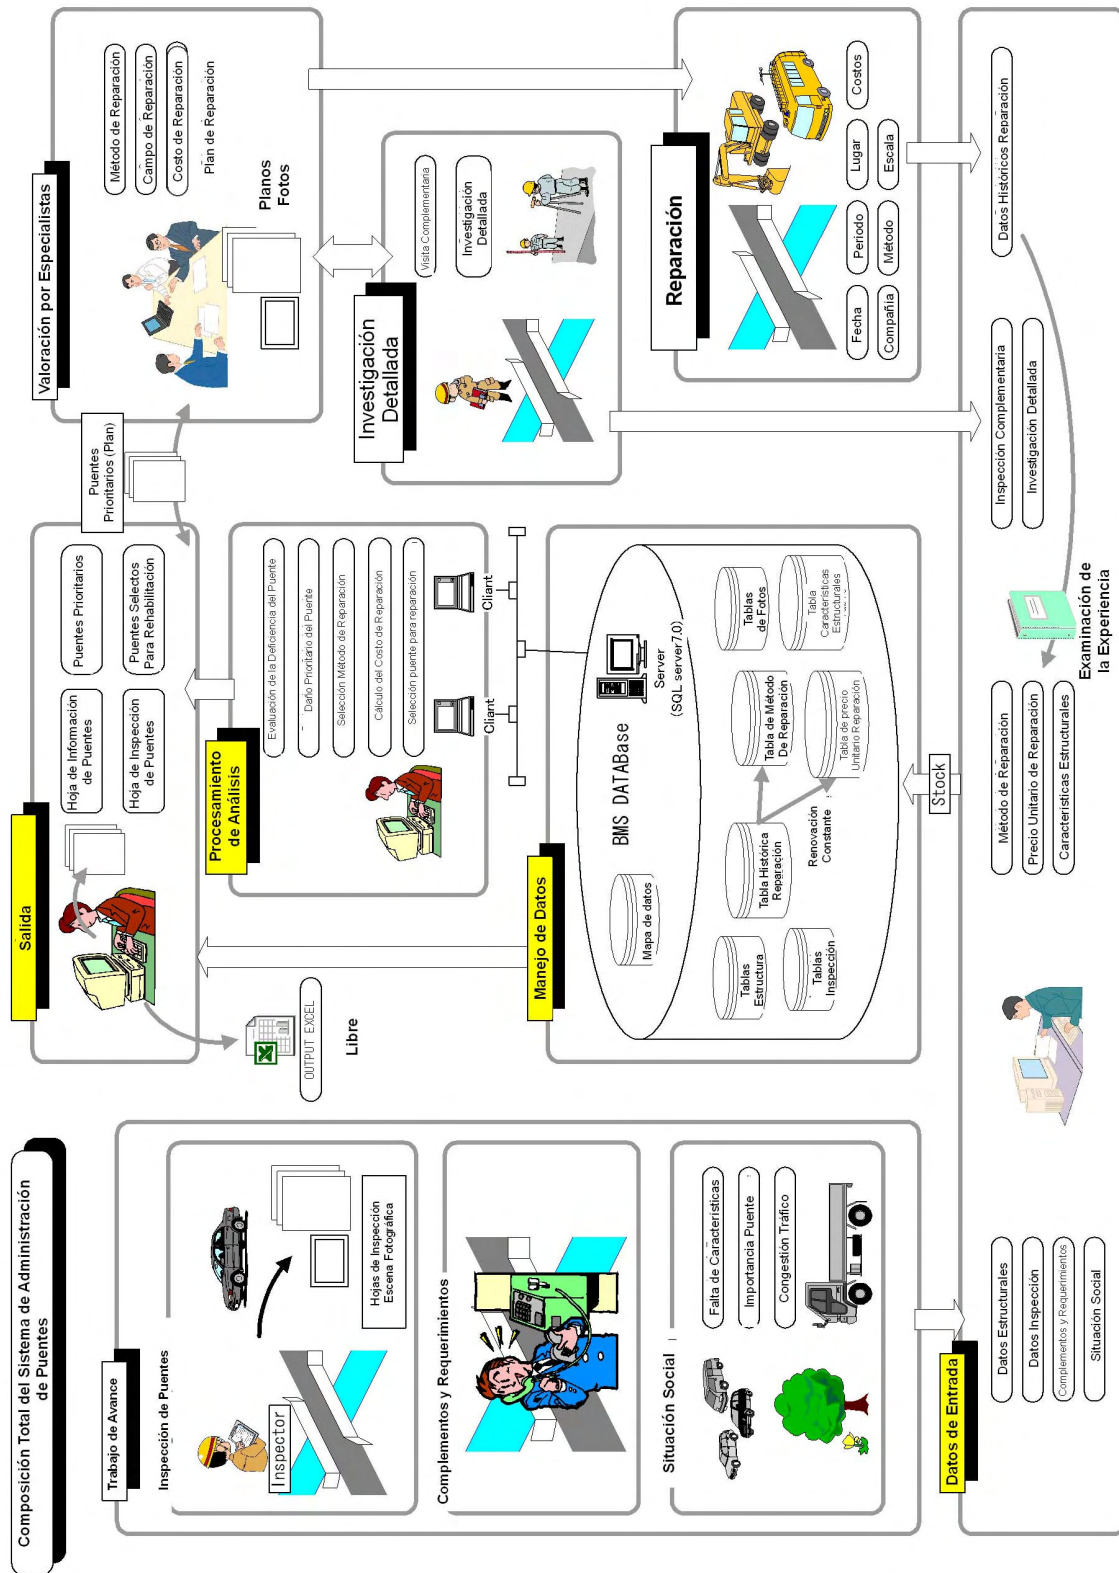 Composición Total del Sistema de Administración
de Puentes
Trabajo de Avance
Inspección de Puentes
Inspector
Hojas de Inspección
Escena Fotográfica
Complementos y Requerimientos
Situación Social
Falta de Características
Importancia Puente
Congestión Tráfico
Salida
Hoja de Información
de Puentes
Hoja de Inspección
de Puentes
Puentes Prioritarios
Puentes Selectos
Para Rehabilitación
OUTPUT EXCEL
Libre
Puentes
Prioritarios (Plan)
Procesamiento
de Análisis
Evaluación de la Deficiencia del Puente
Daño Prioritario del Puente
Selección Método de Reparación
Cálculo del Costo de Reparación
Selección puente para reparación
Cliant
Cliant
Manejo de Datos
BMS DATABase
Server
(SQL server7.0)
Mapa de datos
Tablas
Estructura
Tablas
Inspección
Tabla Histórica
Reparación
Renovación
Constante
Tabla de Método
De Reparación
Tabla de precio
Unitario Reparación
Tablas
de Fotos
Tabla
Características
Estructurales
Valoración por Especialistas
Método de Reparación
Campo de Reparación
Costo de Reparación
Plan de Reparación
Planos
Fotos
Investigación
Detallada
Visita Complementaria
Investigación
Detallada
Reparación
Fecha
Periodo
Lugar
Costos
Compañia
Método
Escala
Datos de Entrada
Datos Estructurales
Datos Inspección
Complementos y Requerimientos
Situación Social
Stock
Método de Reparación
Precio Unitario de Reparación
Características Estructurales
Examinación de
la Experiencia
Inspección Complementaria
Investigación Detallada
Datos Históricos Reparación